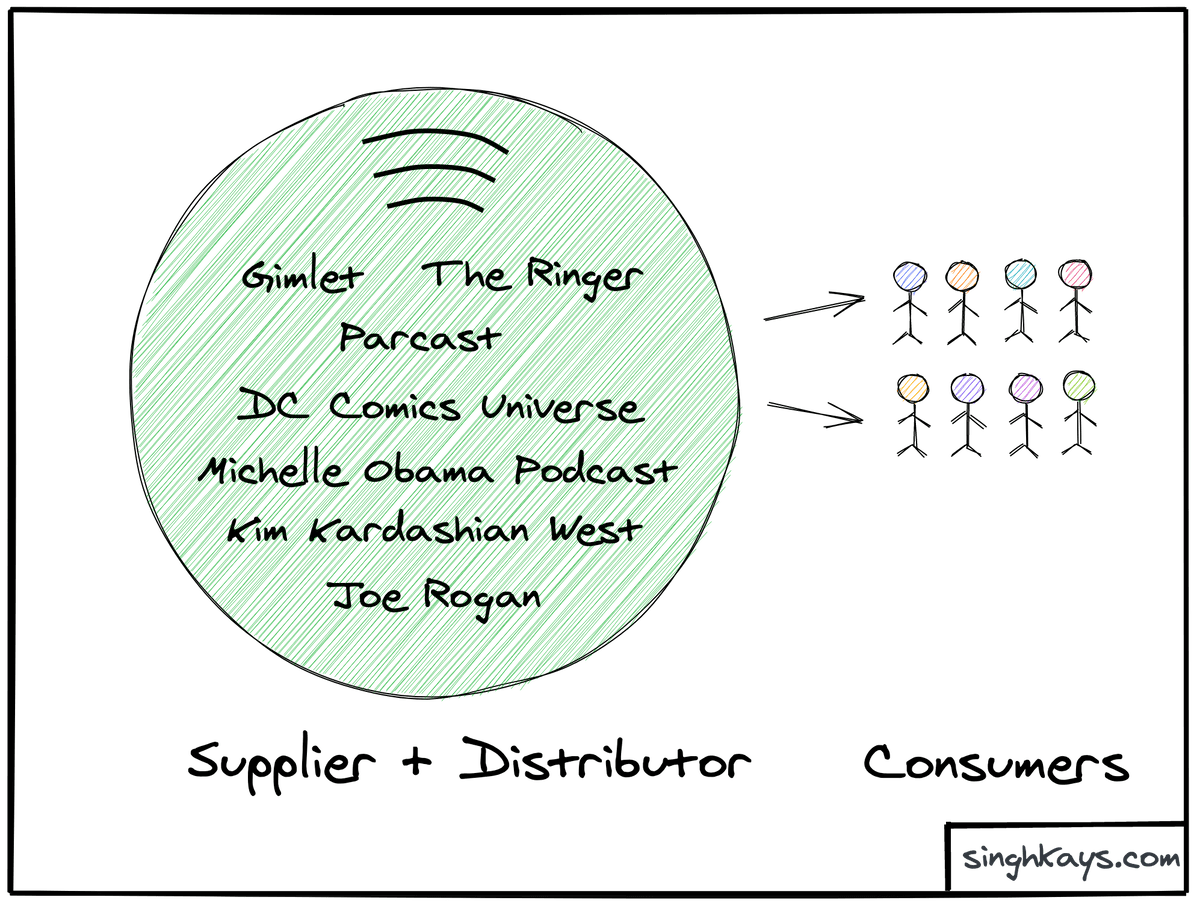 Gimlet The Ringer
Parcast
DC Comics Universe
Michelle Obama Podcast
Kim Kardashian West
Joe Rogan
Supplier + Distributor Consumers
singhkays.com